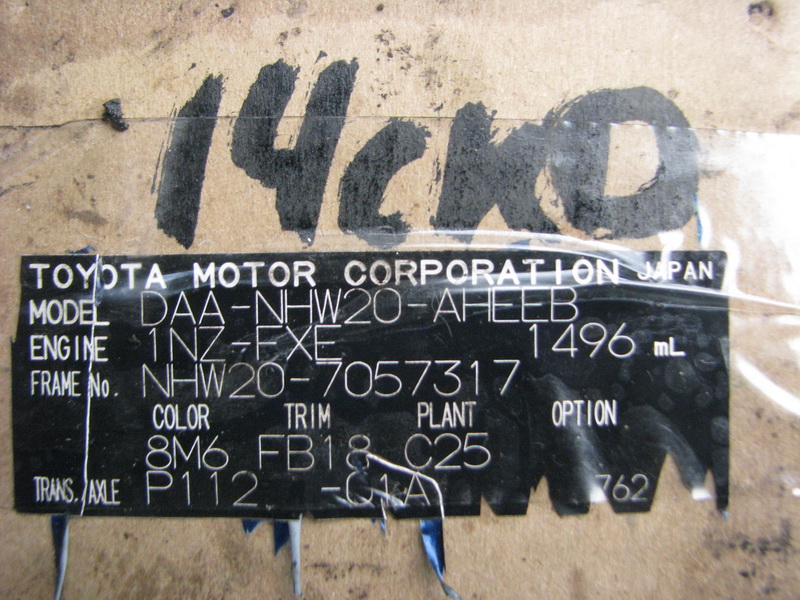 14cко
TOYOTA MOTOR CORPORATION JAPAN
MODEL DAA-NHW20-AHEEB
ENGINE 1NZ-FXE 1496 mL
FRAME No. NHW20-7057317
COLOR TRIM PLANT OPTION
8M6 FB18 C25
TRANS./AXLE P112 -01A 762